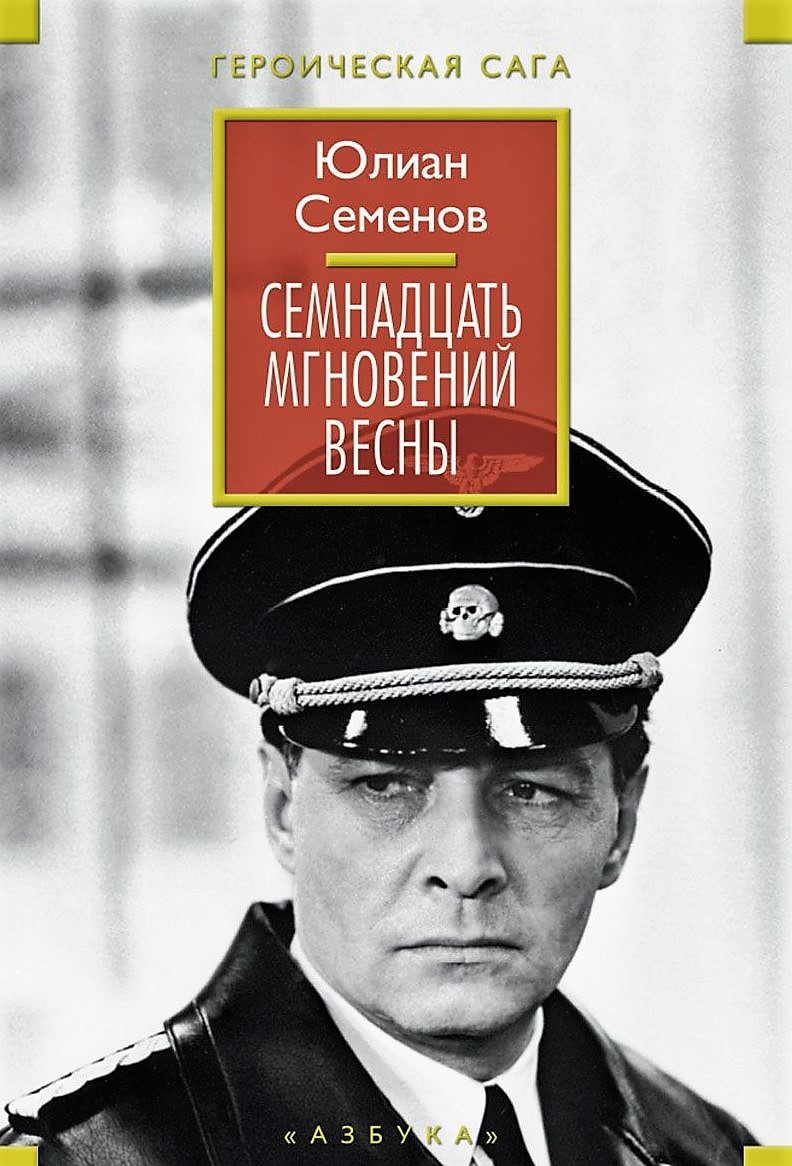 ГЕРОИЧЕСКАЯ САГА
Юлиан
Семенов
СЕМНАДЦАТЬ
МГНОВЕНИЙ
ВЕСНЫ
«АЗБУКА»